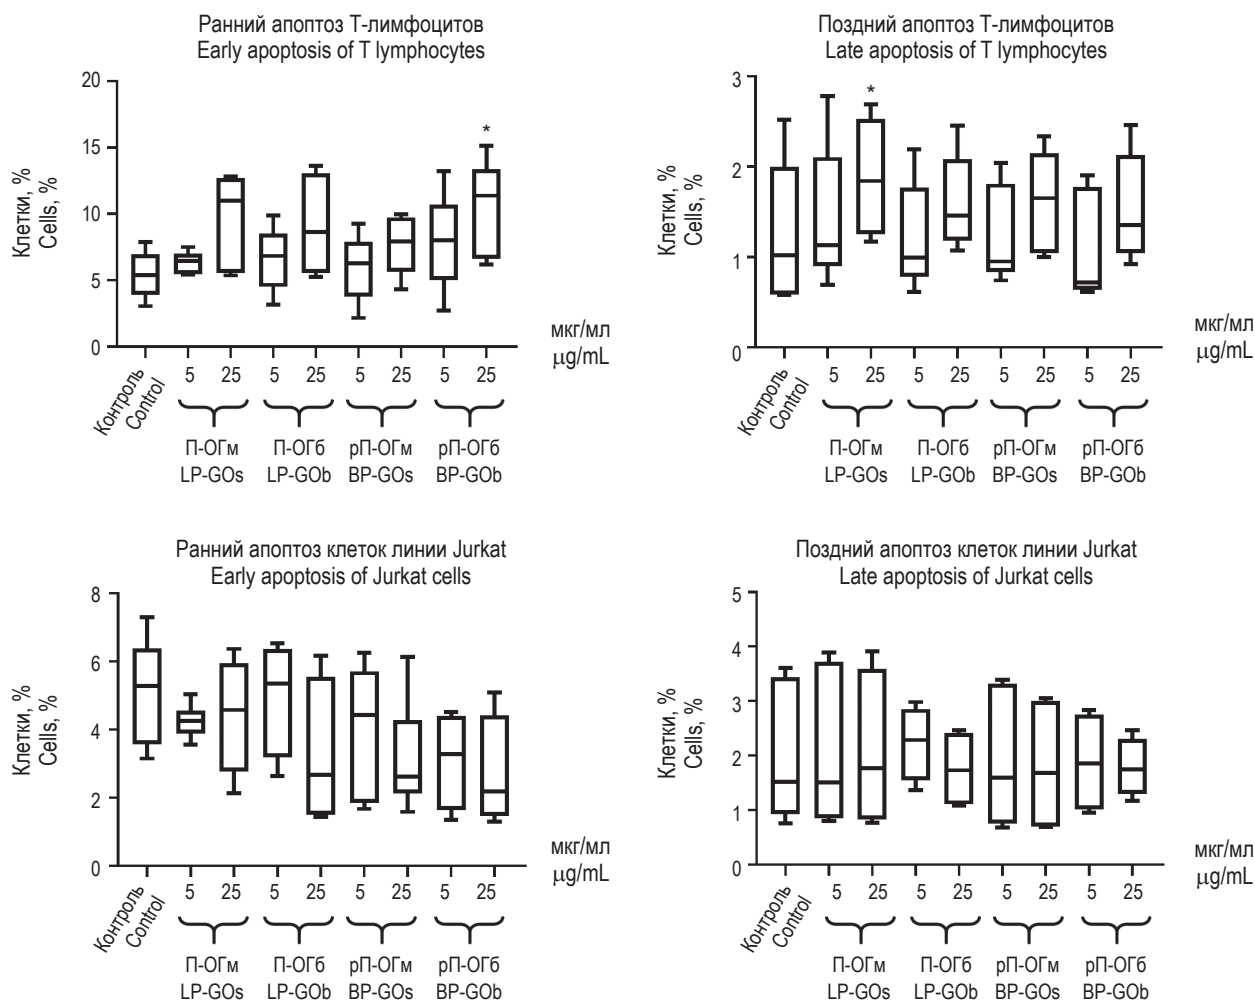 Ранний апоптоз Т-лимфоцитов
Early apoptosis of T lymphocytes
Клетки, %
Cells, %
20
15
10
5
0
*
мкг/мл
μg/mL
Контроль
Control
5 25 5 25 5 25 5 25
П-ОГм П-ОГб рП-ОГм рП-ОГб
LP-GOs LP-GOb BP-GOs BP-GOb
Поздний апоптоз Т-лимфоцитов
Late apoptosis of T lymphocytes
Клетки, %
Cells, %
3
2
1
0
*
мкг/мл
μg/mL
Контроль
Control
5 25 5 25 5 25 5 25
П-ОГм П-ОГб рП-ОГм рП-ОГб
LP-GOs LP-GOb BP-GOs BP-GOb
Ранний апоптоз клеток линии Jurkat
Early apoptosis of Jurkat cells
Клетки, %
Cells, %
8
6
4
2
0
мкг/мл
μg/mL
Контроль
Control
5 25 5 25 5 25 5 25
П-ОГм П-ОГб рП-ОГм рП-ОГб
LP-GOs LP-GOb BP-GOs BP-GOb
Поздний апоптоз клеток линии Jurkat
Late apoptosis of Jurkat cells
Клетки, %
Cells, %
5
4
3
2
1
0
мкг/мл
μg/mL
Контроль
Control
5 25 5 25 5 25 5 25
П-ОГм П-ОГб рП-ОГм рП-ОГб
LP-GOs LP-GOb BP-GOs BP-GOb